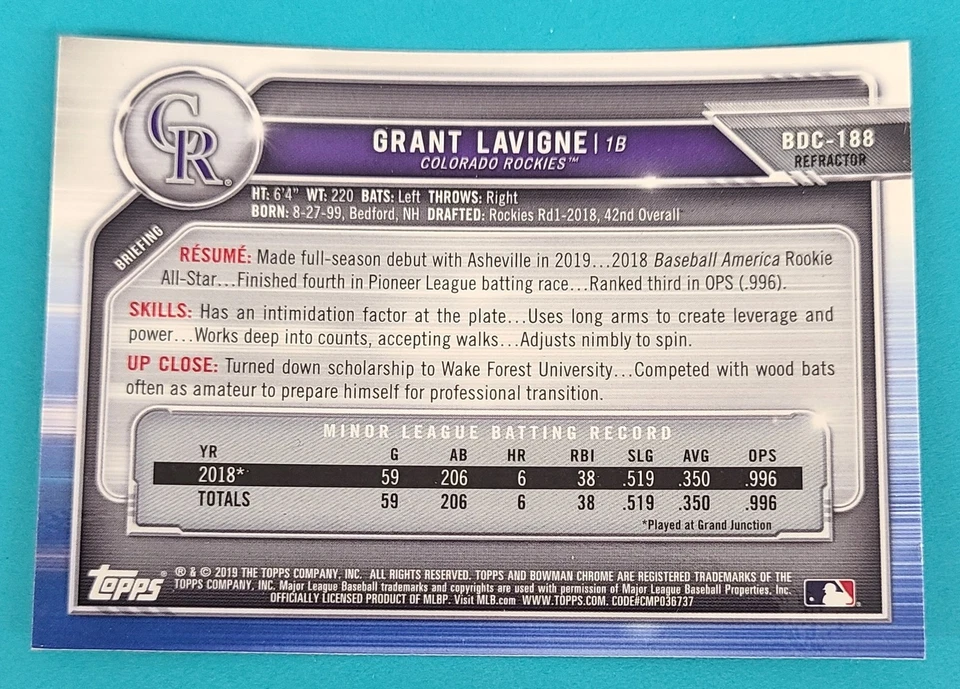 CR®
GRANT LAVIGNE | 1B
COLORADO ROCKIES™
BDC-188
REFRACTOR
HT: 6'4" WT: 220 BATS: Left THROWS: Right
BORN: 8-27-99, Bedford, NH DRAFTED: Rockies Rd1-2018, 42nd Overall
BRIEFING
RÉSUMÉ: Made full-season debut with Asheville in 2019...2018 Baseball America Rookie
All-Star...Finished fourth in Pioneer League batting race...Ranked third in OPS (.996).
SKILLS: Has an intimidation factor at the plate...Uses long arms to create leverage and
power...Works deep into counts, accepting walks...Adjusts nimbly to spin.
UP CLOSE: Turned down scholarship to Wake Forest University...Competed with wood bats
often as amateur to prepare himself for professional transition.
MINOR LEAGUE BATTING RECORD
YR G AB HR RBI SLG AVG OPS
2018* 59 206 6 38 .519 .350 .996
TOTALS 59 206 6 38 .519 .350 .996
*Played at Grand Junction
Topps®
® & © 2019 THE TOPPS COMPANY, INC. ALL RIGHTS RESERVED. TOPPS AND BOWMAN CHROME ARE REGISTERED TRADEMARKS OF THE
TOPPS COMPANY, INC. Major League Baseball trademarks and copyrights are used with permission of Major League Baseball Properties, Inc.
OFFICIALLY LICENSED PRODUCT OF MLBP. Visit MLB.com WWW.TOPPS.COM. CODE#CMP036737